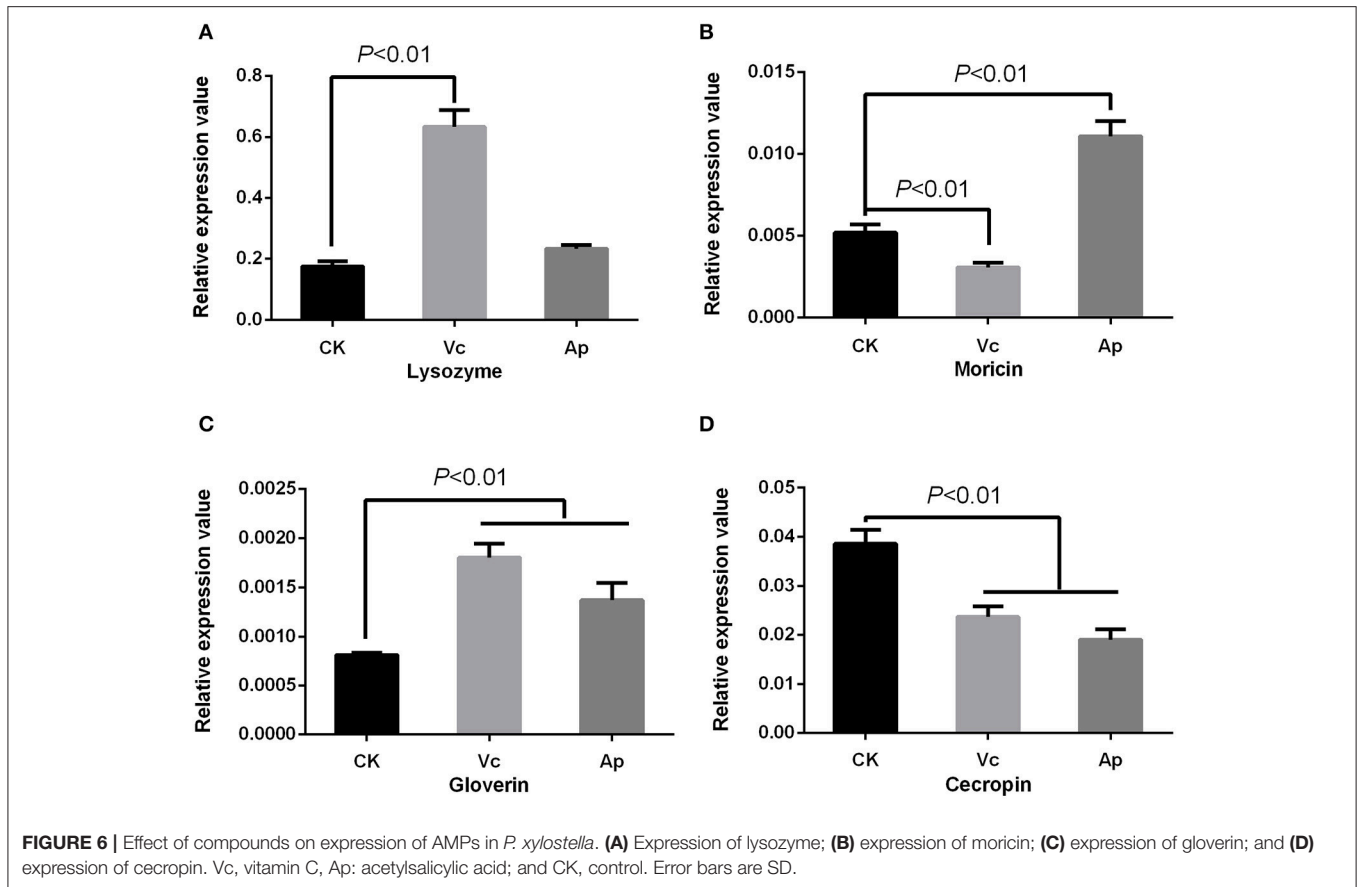 A
P<0.01
Relative expression value
0.8
0.6
0.4
0.2
0.0
CK Vc Ap
Lysozyme
B
P<0.01
P<0.01
Relative expression value
0.015
0.010
0.005
0.000
CK Vc Ap
Moricin
C
P<0.01
Relative expression value
0.0025
0.0020
0.0015
0.0010
0.0005
0.0000
CK Vc Ap
Gloverin
D
P<0.01
Relative expression value
0.05
0.04
0.03
0.02
0.01
0.00
CK Vc Ap
Cecropin
FIGURE 6 | Effect of compounds on expression of AMPs in P. xylostella. (A) Expression of lysozyme; (B) expression of moricin; (C) expression of gloverin; and (D)
expression of cecropin. Vc, vitamin C, Ap: acetylsalicylic acid; and CK, control. Error bars are SD.